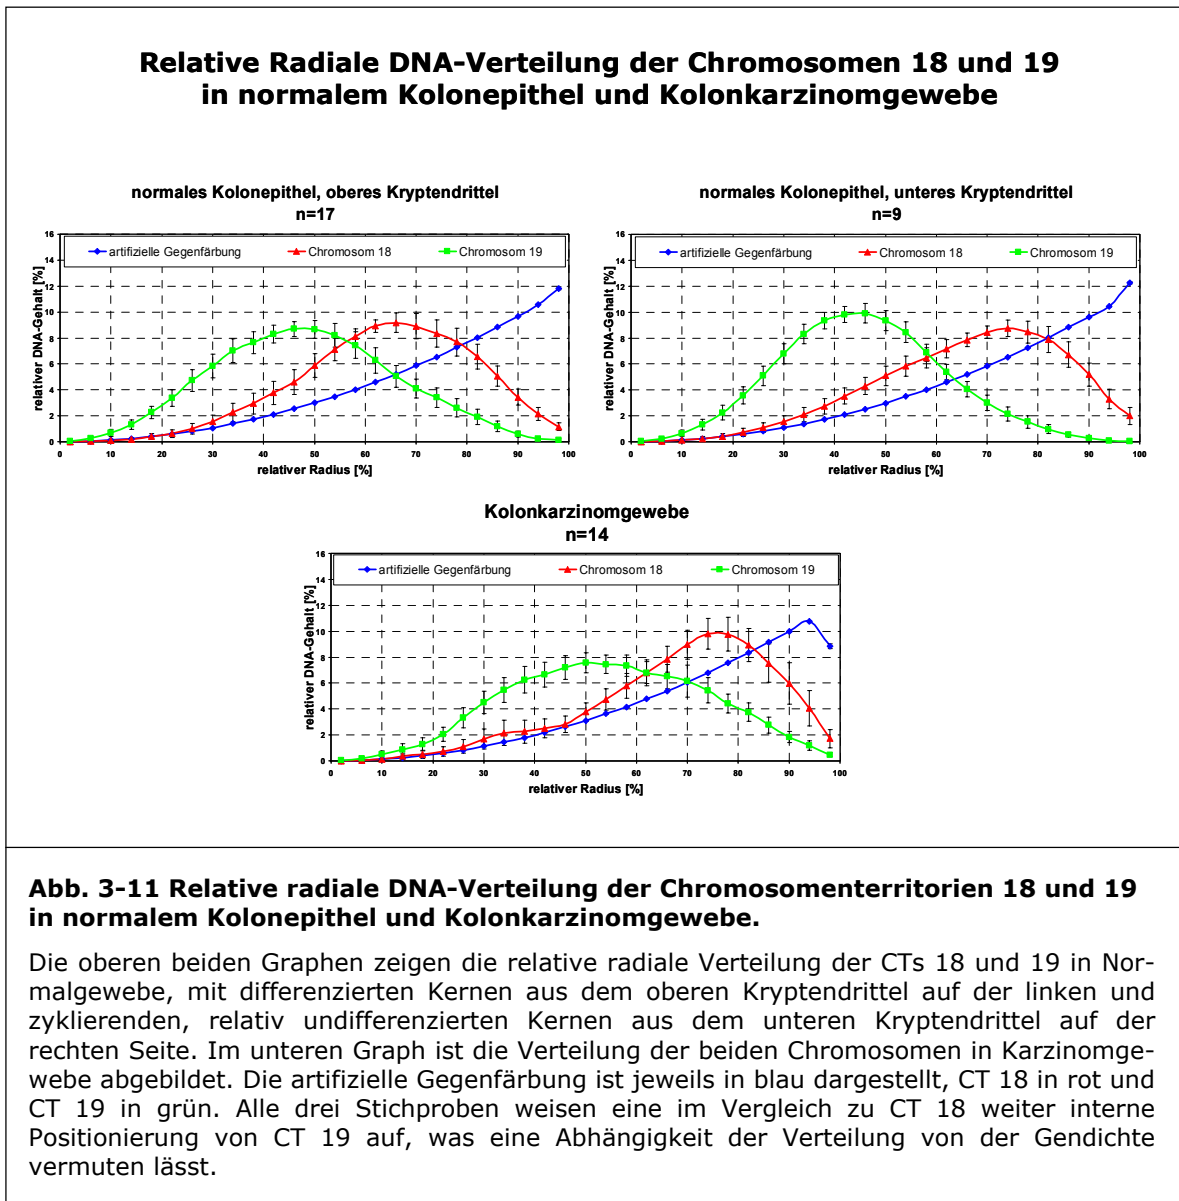 Relative Radiale DNA-Verteilung der Chromosomen 18 und 19
in normalem Kolonepithel und Kolonkarzinomgewebe
normales Kolonepithel, oberes Kryptendrittel
n=17
artifizielle Gegenfärbung Chromosom 18 Chromosom 19
relativer DNA-Gehalt [%]
0 2 4 6 8 10 12 14 16
0 10 20 30 40 50 60 70 80 90 100
relativer Radius [%]
normales Kolonepithel, unteres Kryptendrittel
n=9
artifizielle Gegenfärbung Chromosom 18 Chromosom 19
relativer DNA-Gehalt [%]
0 2 4 6 8 10 12 14 16
0 10 20 30 40 50 60 70 80 90 100
relativer Radius [%]
Kolonkarzinomgewebe
n=14
artifizielle Gegenfärbung Chromosom 18 Chromosom 19
relativer DNA-Gehalt [%]
0 2 4 6 8 10 12 14 16
0 10 20 30 40 50 60 70 80 90 100
relativer Radius [%]
Abb. 3-11 Relative radiale DNA-Verteilung der Chromosomenterritorien 18 und 19
in normalem Kolonepithel und Kolonkarzinomgewebe.
Die oberen beiden Graphen zeigen die relative radiale Verteilung der CTs 18 und 19 in Nor-
malgewebe, mit differenzierten Kernen aus dem oberen Kryptendrittel auf der linken und
zyklierenden, relativ undifferenzierten Kernen aus dem unteren Kryptendrittel auf der
rechten Seite. Im unteren Graph ist die Verteilung der beiden Chromosomen in Karzinomge-
webe abgebildet. Die artifizielle Gegenfärbung ist jeweils in blau dargestellt, CT 18 in rot und
CT 19 in grün. Alle drei Stichproben weisen eine im Vergleich zu CT 18 weiter interne
Positionierung von CT 19 auf, was eine Abhängigkeit der Verteilung von der Gendichte
vermuten lässt.